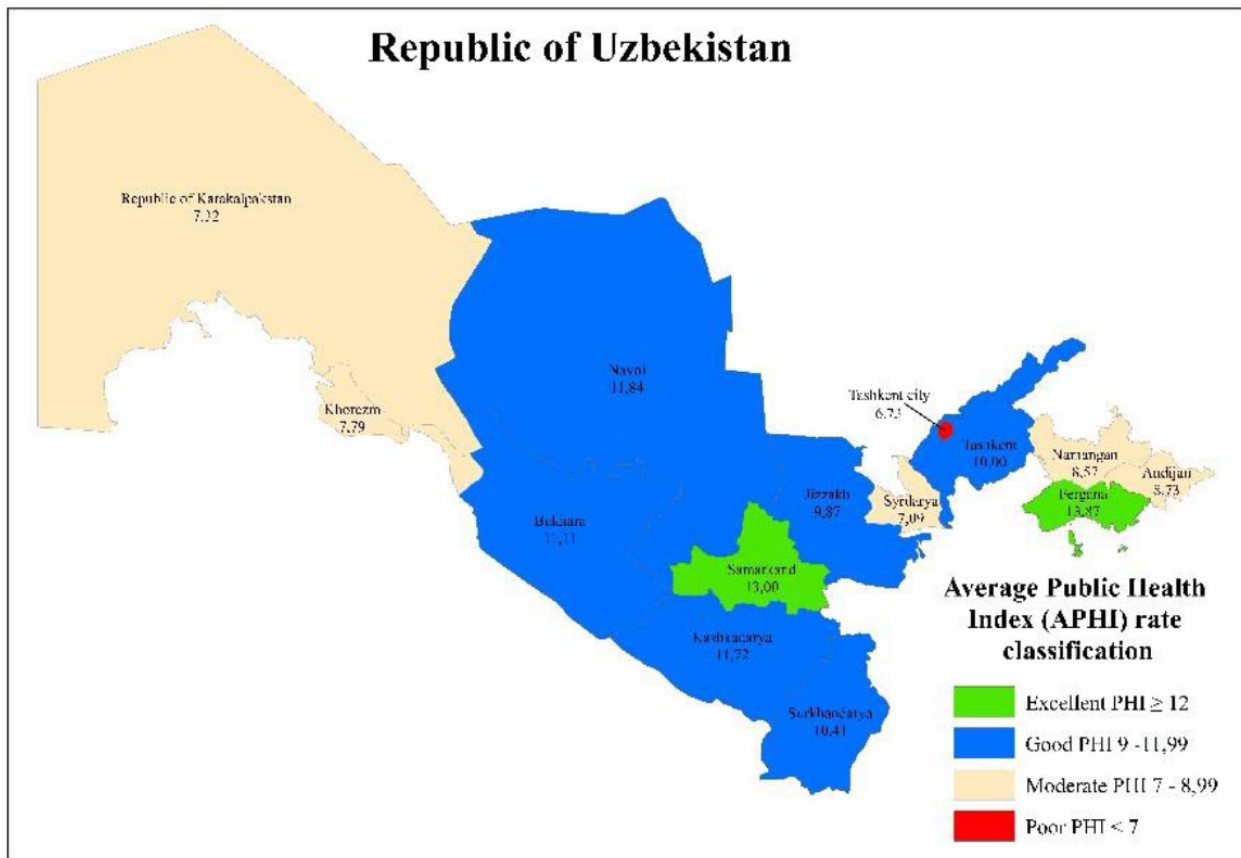 Republic of Uzbekistan
Republic of Karakalpakstan
7.22
Khorezm
7.79
Navoi
11,84
Bukhara
11,11
Samarkand
13,00
Kashkadarya
11,72
Surkhandarya
10.41
Jizzakh
9,87
Syrdarya
7,09
Tashkent city
6.73
Tashkent
10,00
Namangan
8,57
Andijan
8,73
Fergana
13,87
Average Public Health
Index (APHI) rate
classification
Excellent PHI ≥ 12
Good PHI 9 -11,99
Moderate PHI 7 - 8,99
Poor PHI < 7